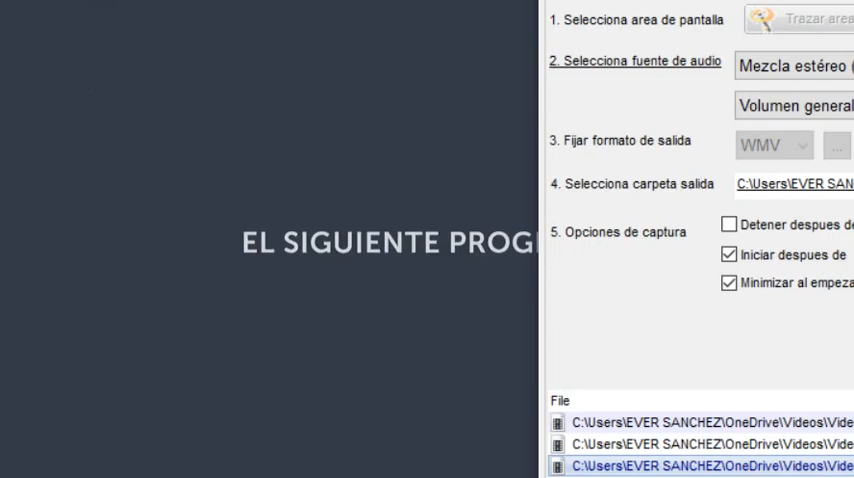 EL SIGUIENTE
1. Selecciona area de pantalla
Trazar area
2. Selecciona fuente de audio
Mezcla estéreo (
Volumen general
3. Fijar formato de salida
WMV
...
4. Selecciona carpeta salida
C:\Users\EVER SAN
5. Opciones de captura
Detener despues de
Iniciar despues de
Minimizar al empeza
File
C:\Users\EVER SANCHEZ\OneDrive\Videos\Vide
C:\Users\EVER SANCHEZ\OneDrive\Videos\Vide
C:\Users\EVER SANCHEZ\OneDrive\Videos\Vide